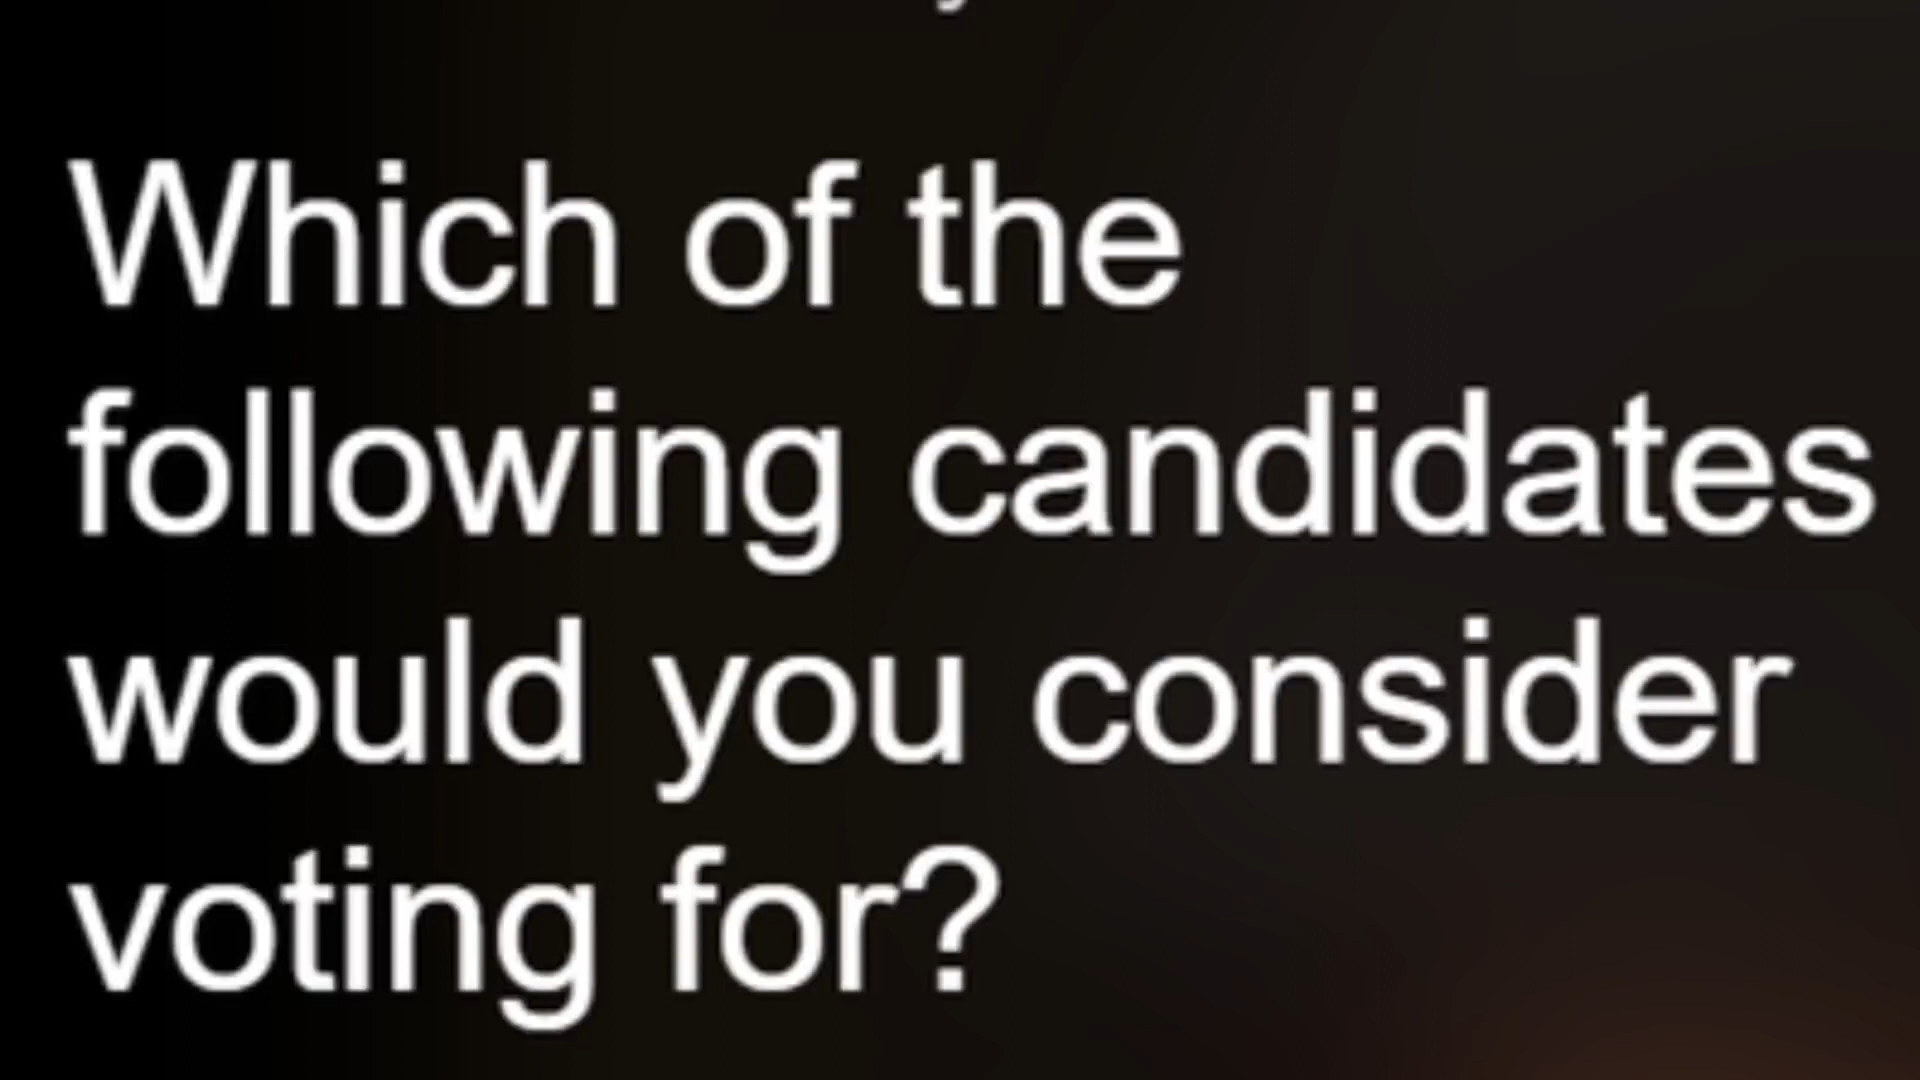 Which of the
following candidates
would you consider
voting for?